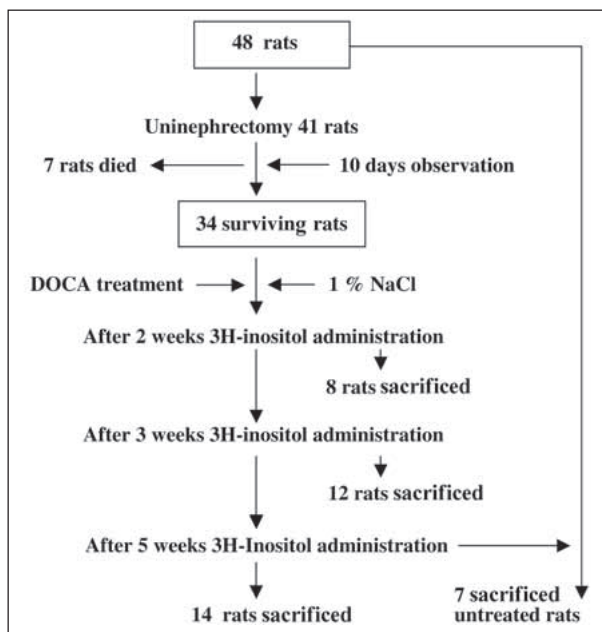 48 rats
Uninephrectomy 41 rats
7 rats died
10 days observation
34 surviving rats
DOCA treatment
1 % NaCl
After 2 weeks 3H-inositol administration
8 rats sacrificed
After 3 weeks 3H-inositol administration
12 rats sacrificed
After 5 weeks 3H-Inositol administration
14 rats sacrificed
7 sacrificed
untreated rats